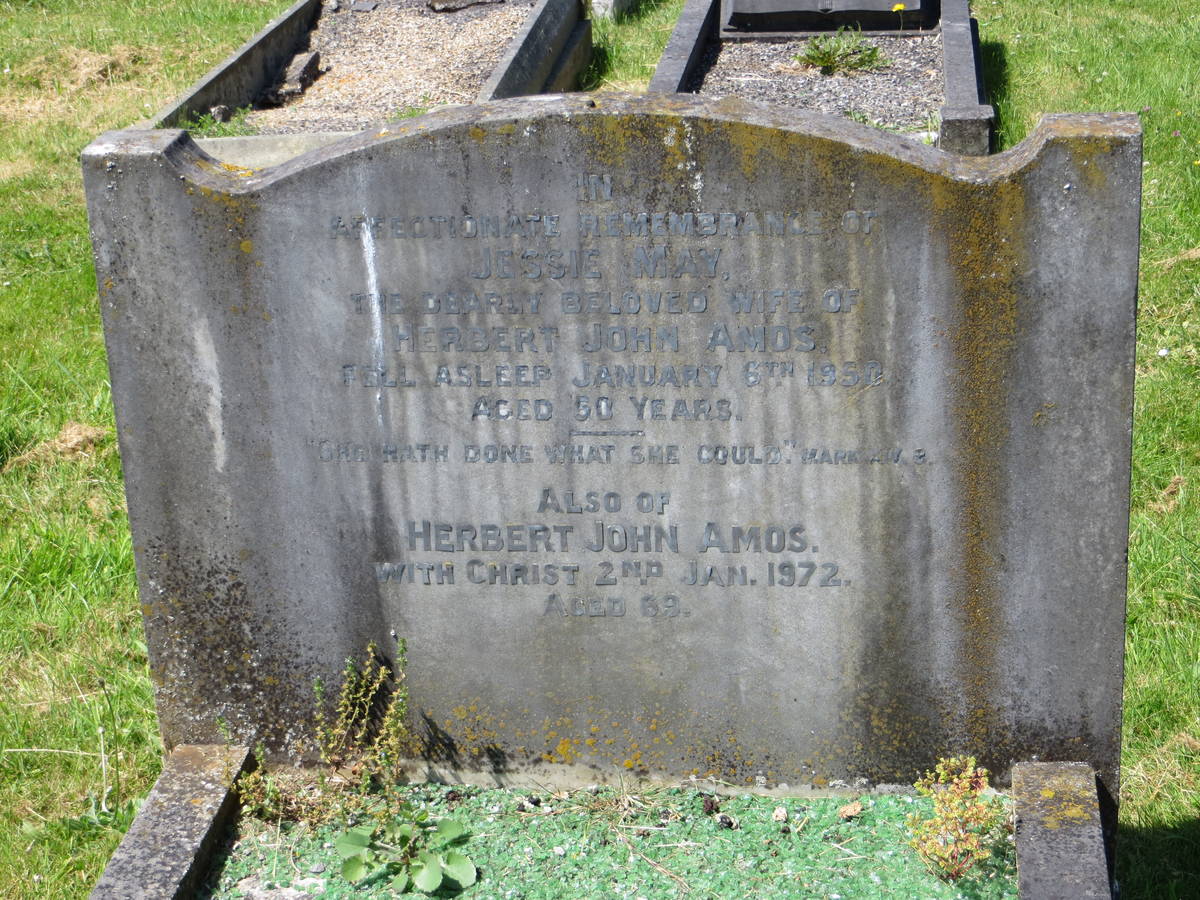 IN
AFFECTIONATE REMEMBRANCE OF
JESSIE MAY,
THE DEARLY BELOVED WIFE OF
HERBERT JOHN AMOS.
FELL ASLEEP JANUARY 6TH 1950
AGED 50 YEARS.
"SHE HATH DONE WHAT SHE COULD." MARK XIV. 8.
ALSO OF
HERBERT JOHN AMOS.
WITH CHRIST 2ND JAN. 1972.
AGED